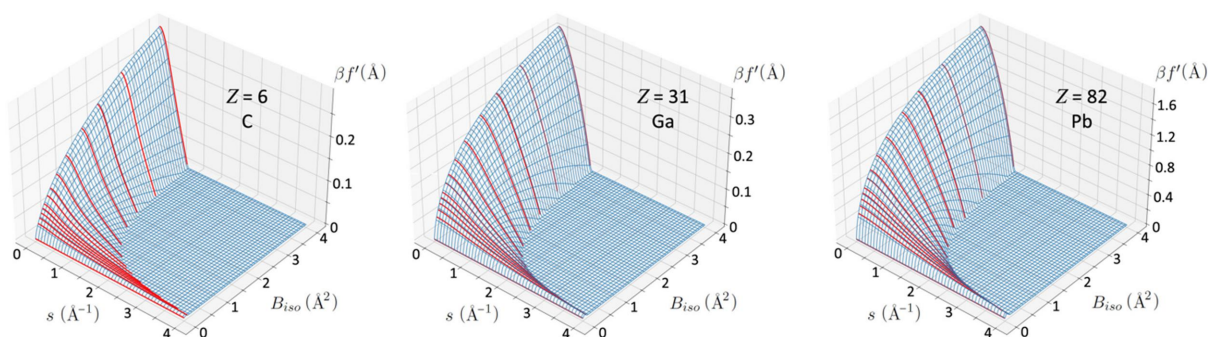 βf′(Å)
Z = 6
C
0.2
0.1
0
0
1
2
3
4
s (Å⁻¹)
0
1
2
3
4
B_iso (Å²)
βf′(Å)
Z = 31
Ga
0.3
0.2
0.1
0
0
1
2
3
4
s (Å⁻¹)
0
1
2
3
4
B_iso (Å²)
βf′(Å)
Z = 82
Pb
1.6
1.2
0.8
0.4
0
0
1
2
3
4
s (Å⁻¹)
0
1
2
3
4
B_iso (Å²)